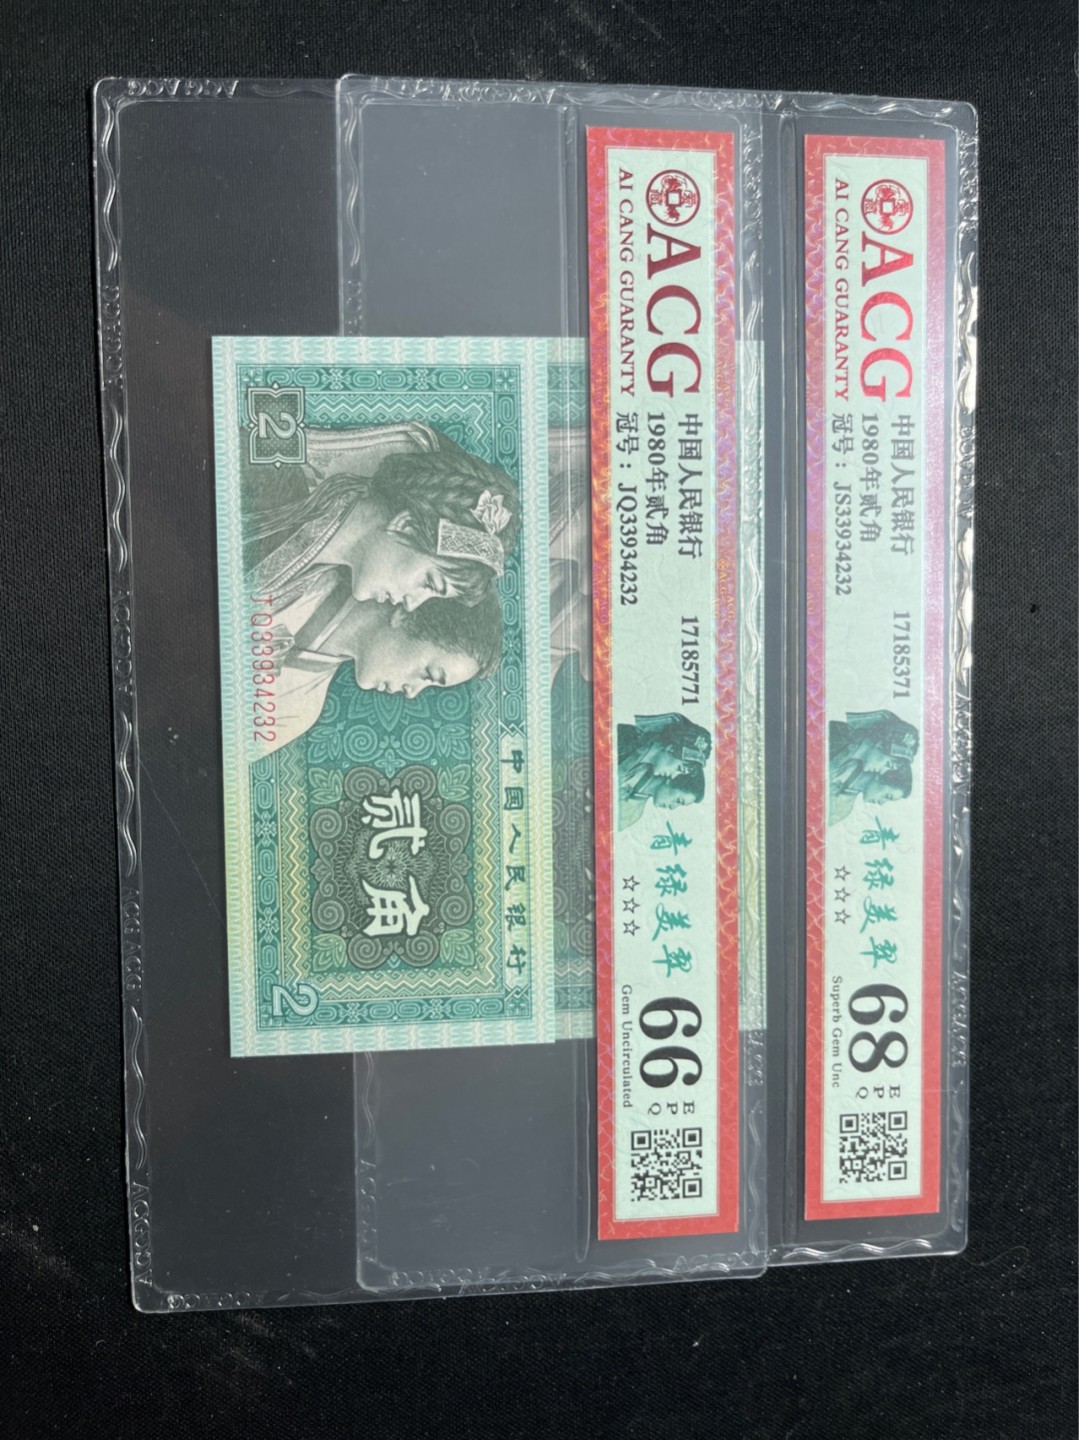 ACG
AI CANG GUARANTY
中国人民银行 17185371
1980年贰角
冠号：JS33934232
青绿美翠
☆☆☆
68
EPQ
Superb Gem Unc
ACG
AI CANG GUARANTY
中国人民银行 17185771
1980年贰角
冠号：JQ33934232
青绿美翠
☆☆☆
66
EPQ
Gem Uncirculated
中国人民银行
贰角
2
2
JQ33934232